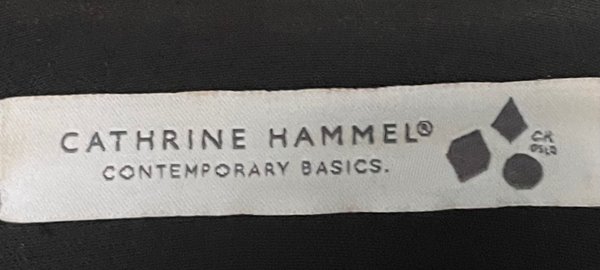 CATHRINE HAMMEL®
CONTEMPORARY BASICS.
CH
OSLO